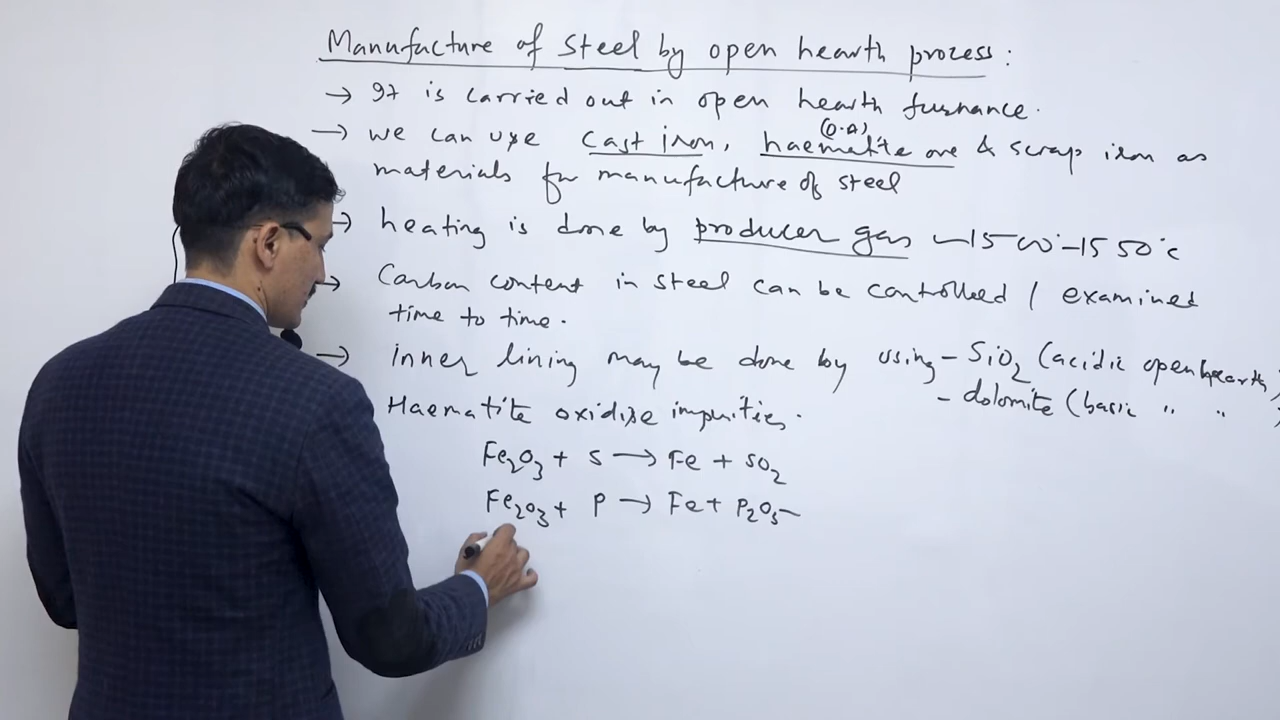 Manufacture of steel by open hearth process:
→ It is carried out in open hearth furnance.
(O.A)
→ we can use cast iron, haematite ore & scrap iron as
materials for manufacture of steel
→ heating is done by producer gas ~1500°-1550°c
→ Carbon content in steel can be controlled / examined
time to time.
→ Inner lining may be done by using - SiO2 (acidic open hearth)
- dolomite (basic " " )
Haematite oxidise impurities.
Fe2O3 + S → Fe + SO2
Fe2O3 + P → Fe + P2O5